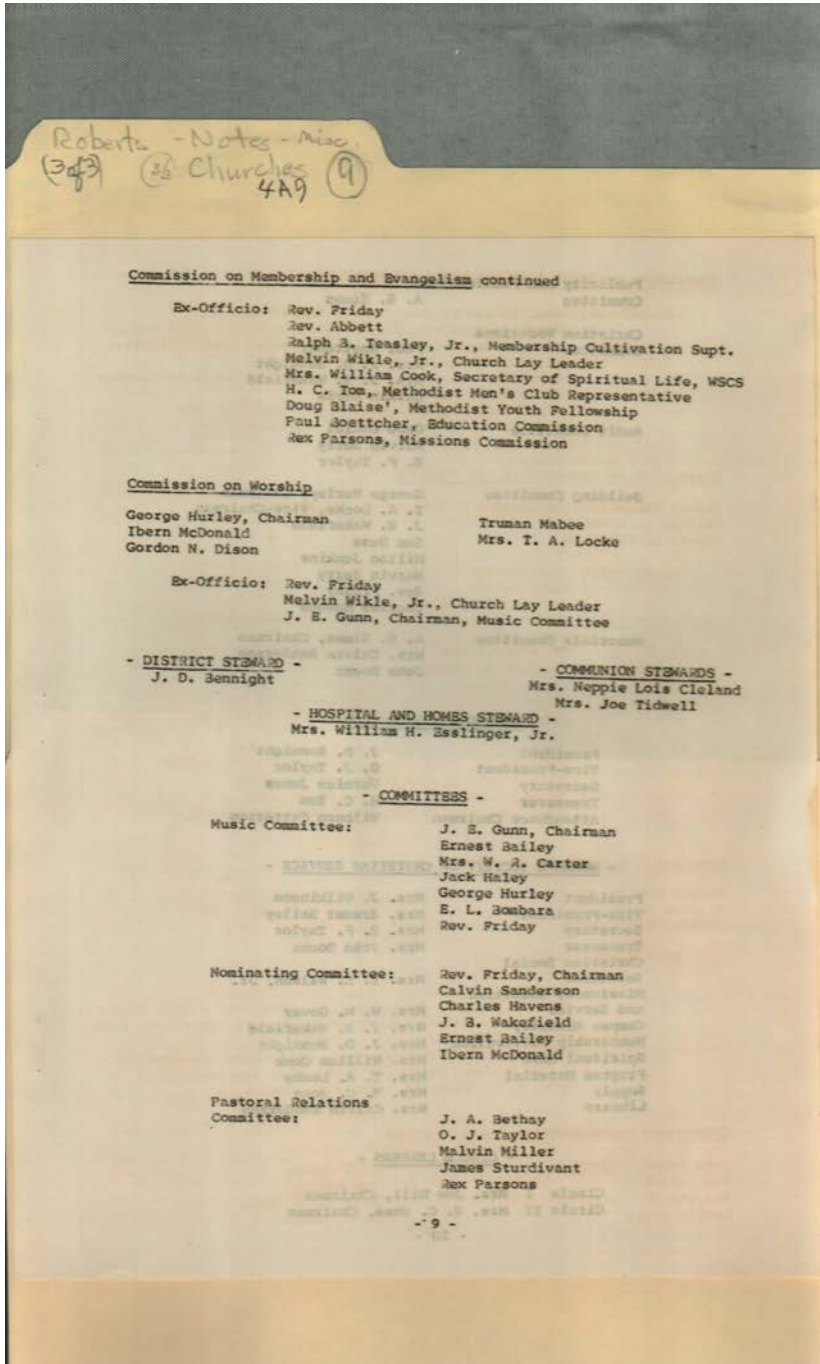 Roberts - Notes - Misc.
(3 of 3) (36 Churches 9
4A9
Commission on Membership and Evangelism continued
Ex-Officio: Rev. Friday
Rev. Abbett
Ralph B. Teasley, Jr., Membership Cultivation Supt.
Melvin Wikle, Jr., Church Lay Leader
Mrs. William Cook, Secretary of Spiritual Life, WSCS
H. C. Tom, Methodist Men's Club Representative
Doug Blaise', Methodist Youth Fellowship
Paul Boettcher, Education Commission
Rex Parsons, Missions Commission
Commission on Worship
George Hurley, Chairman
Ibern McDonald
Gordon N. Dison
Truman Mabee
Mrs. T. A. Locke
Ex-Officio: Rev. Friday
Melvin Wikle, Jr., Church Lay Leader
J. E. Gunn, Chairman, Music Committee
- DISTRICT STEWARD -
J. D. Bennight
- COMMUNION STEWARDS -
Mrs. Neppie Lois Cleland
Mrs. Joe Tidwell
- HOSPITAL AND HOMES STEWARD -
Mrs. William H. Esslinger, Jr.
- COMMITTEES -
Music Committee: J. E. Gunn, Chairman
Ernest Bailey
Mrs. W. R. Carter
Jack Haley
George Hurley
E. L. Bombara
Rev. Friday
Nominating Committee: Rev. Friday, Chairman
Calvin Sanderson
Charles Havens
J. B. Wakefield
Ernest Bailey
Ibern McDonald
Pastoral Relations
Committee: J. A. Bethay
O. J. Taylor
Malvin Miller
James Sturdivant
Rex Parsons
- 9 -